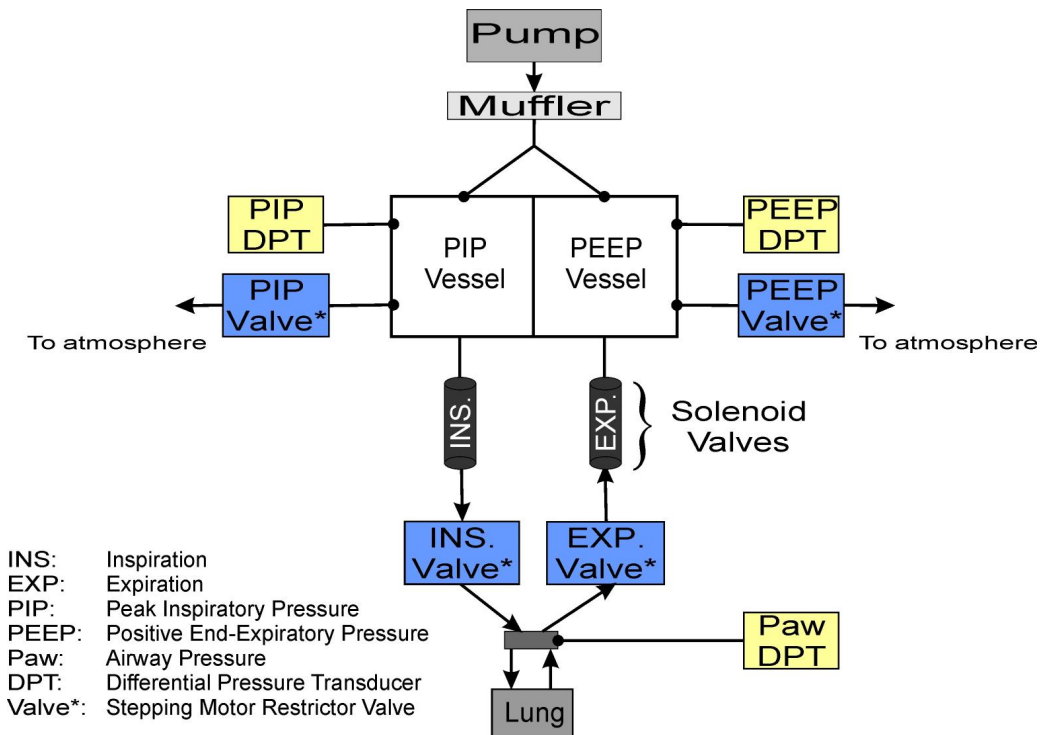 Pump
Muffler
PIP
DPT
PIP
Vessel
PEEP
Vessel
PEEP
DPT
PIP
Valve*
PEEP
Valve*
To atmosphere
To atmosphere
INS.
EXP.
Solenoid
Valves
INS.
Valve*
EXP.
Valve*
INS: Inspiration
EXP: Expiration
PIP: Peak Inspiratory Pressure
PEEP: Positive End-Expiratory Pressure
Paw: Airway Pressure
DPT: Differential Pressure Transducer
Valve*: Stepping Motor Restrictor Valve
Paw
DPT
Lung